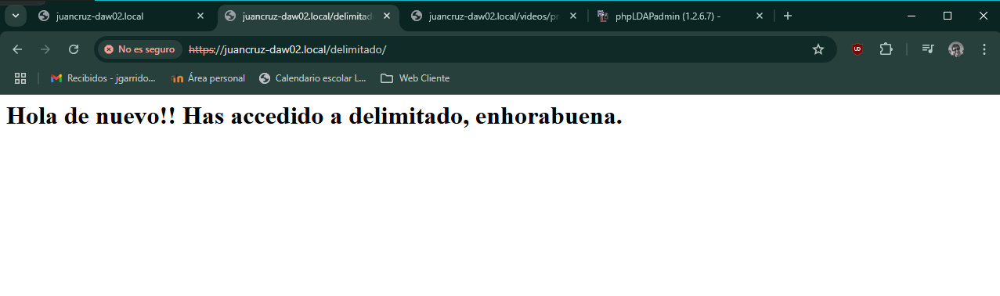 juancruz-daw02.local
juancruz-daw02.local/delimitad
juancruz-daw02.local/videos/pr
phpLDAPadmin (1.2.6.7) -
No es seguro
https://juancruz-daw02.local/delimitado/
Recibidos - jgarrido...
Área personal
Calendario escolar L...
Web Cliente
Hola de nuevo!! Has accedido a delimitado, enhorabuena.